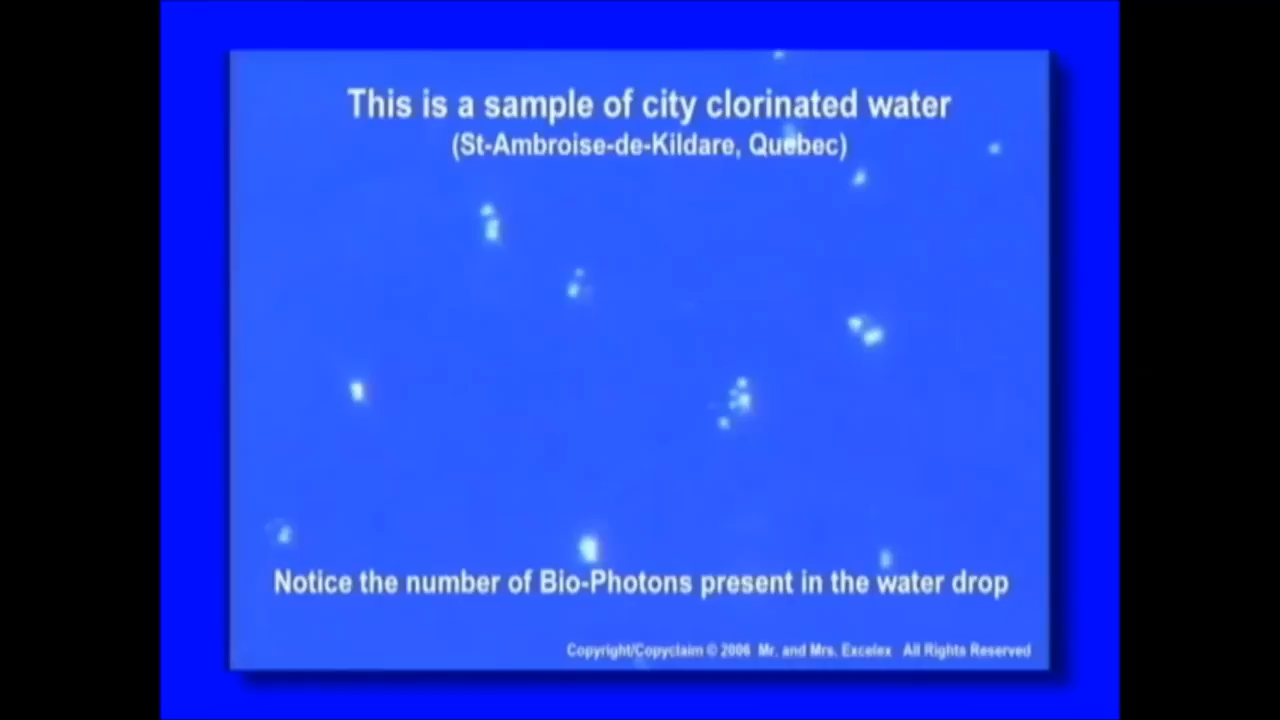 This is a sample of city clorinated water
(St-Ambroise-de-Kildare, Quebec)
Notice the number of Bio-Photons present in the water drop
Copyright/Copyclaim © 2006 Mr. and Mrs. Excelex All Rights Reserved